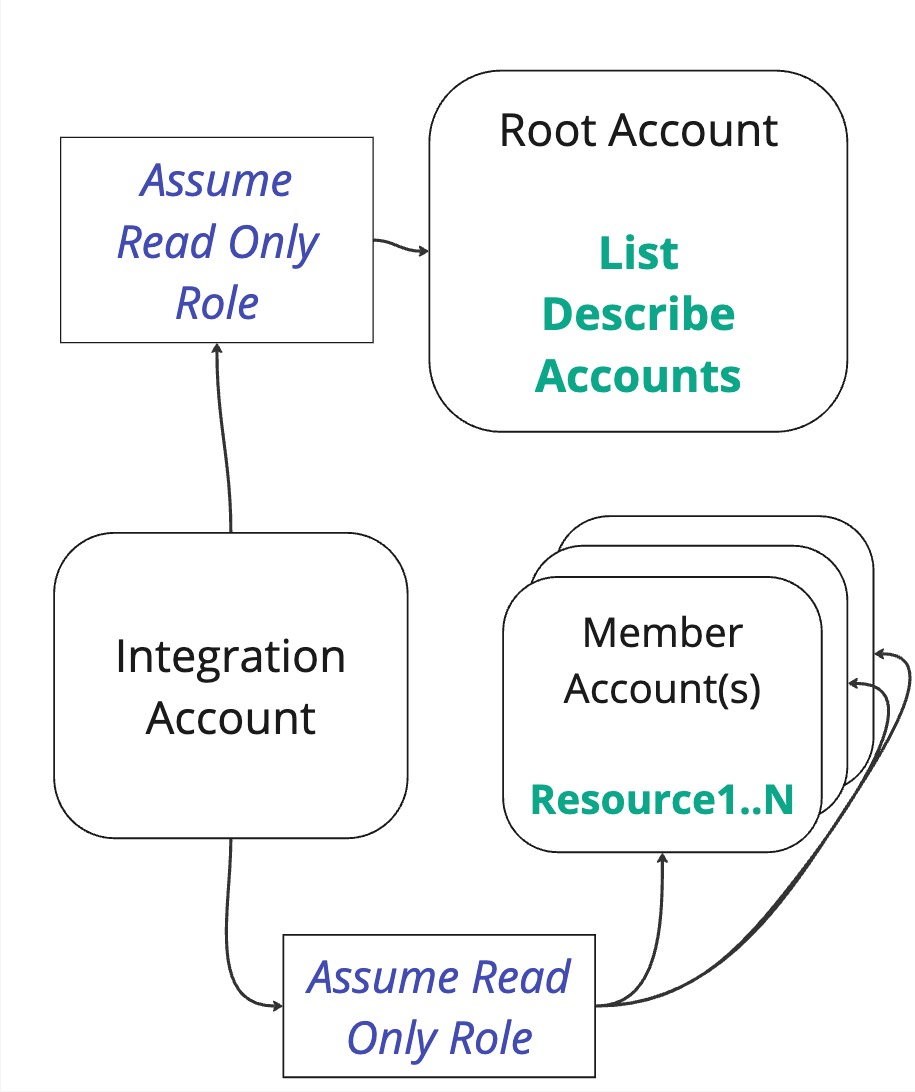 Root Account
List
Describe
Accounts
Assume
Read Only
Role
Integration
Account
Member
Account(s)
Resource1..N
Assume Read
Only Role